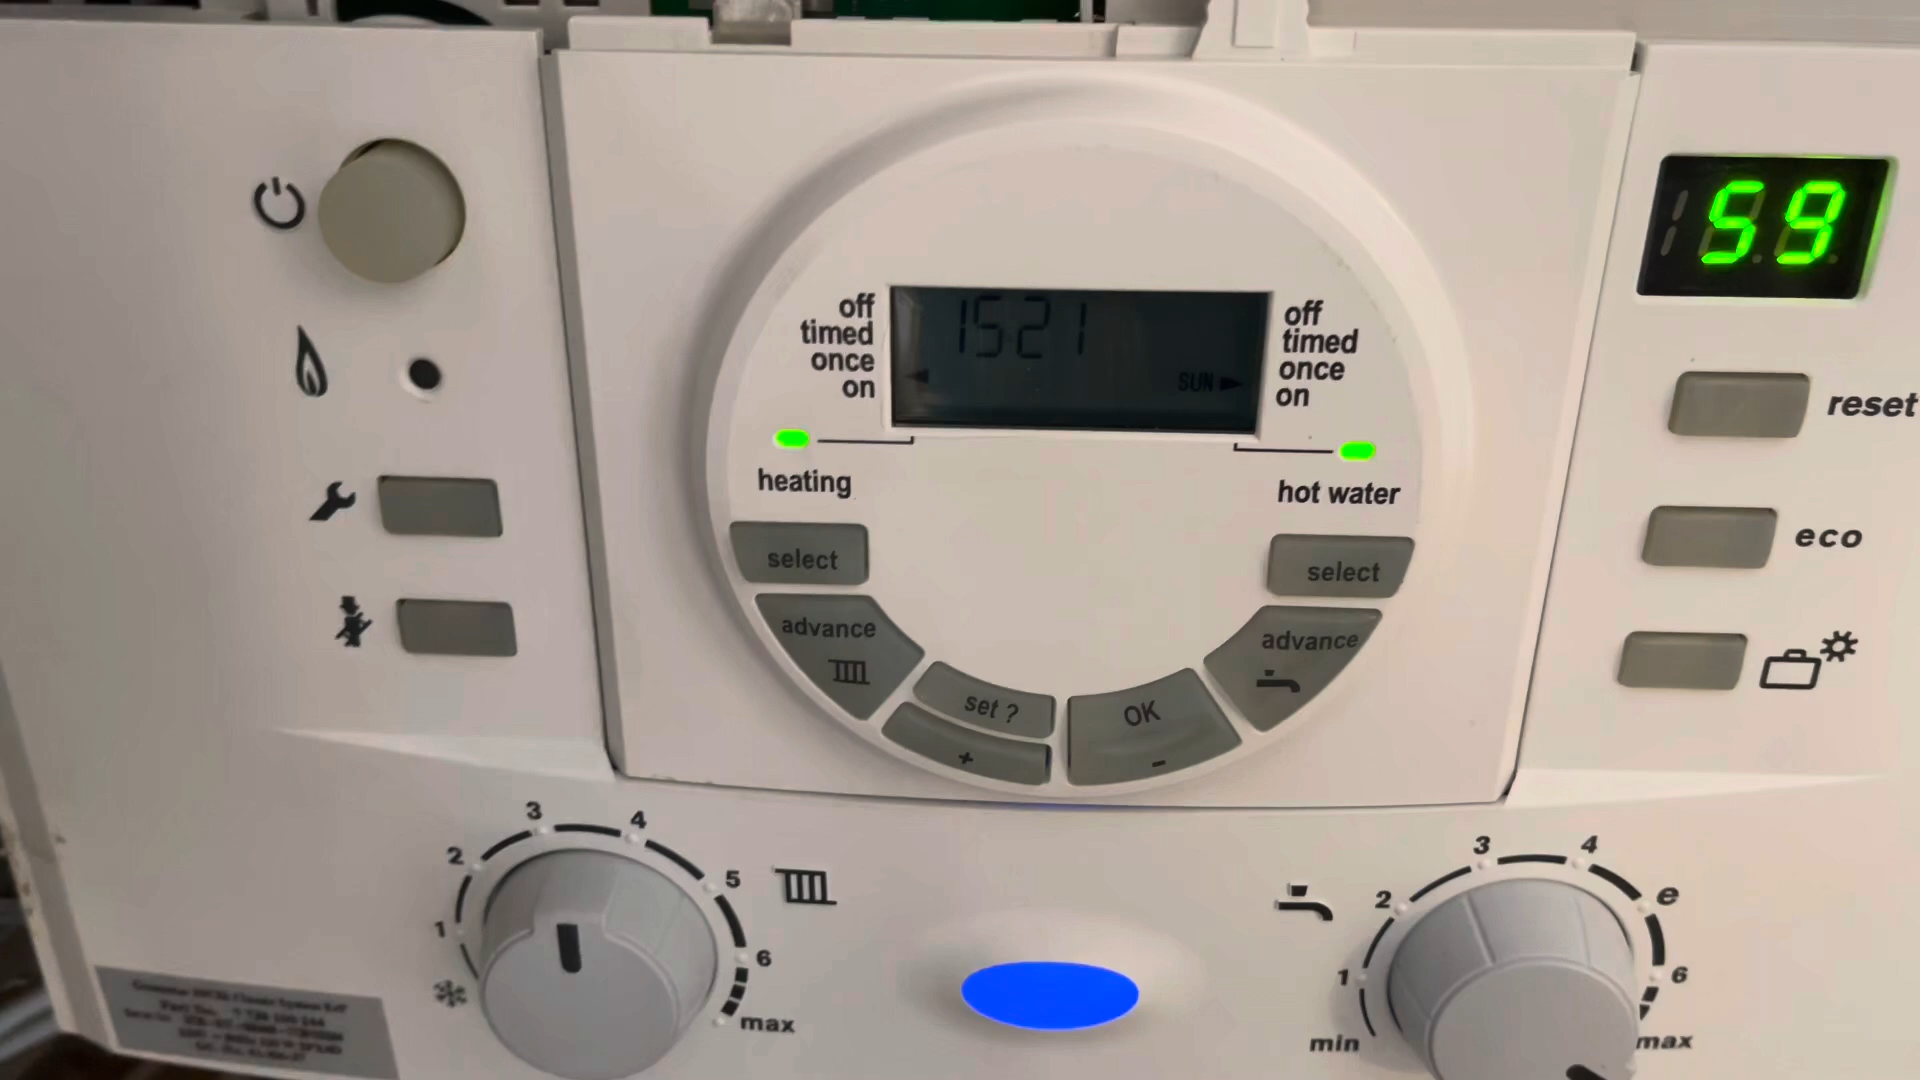 59
off
timed
once
on
1521
SUN
off
timed
once
on
reset
heating
hot water
eco
select
select
advance
advance
set ?
OK
+
-
3
4
2
5
1
6
max
3
4
2
e
1
6
min
max